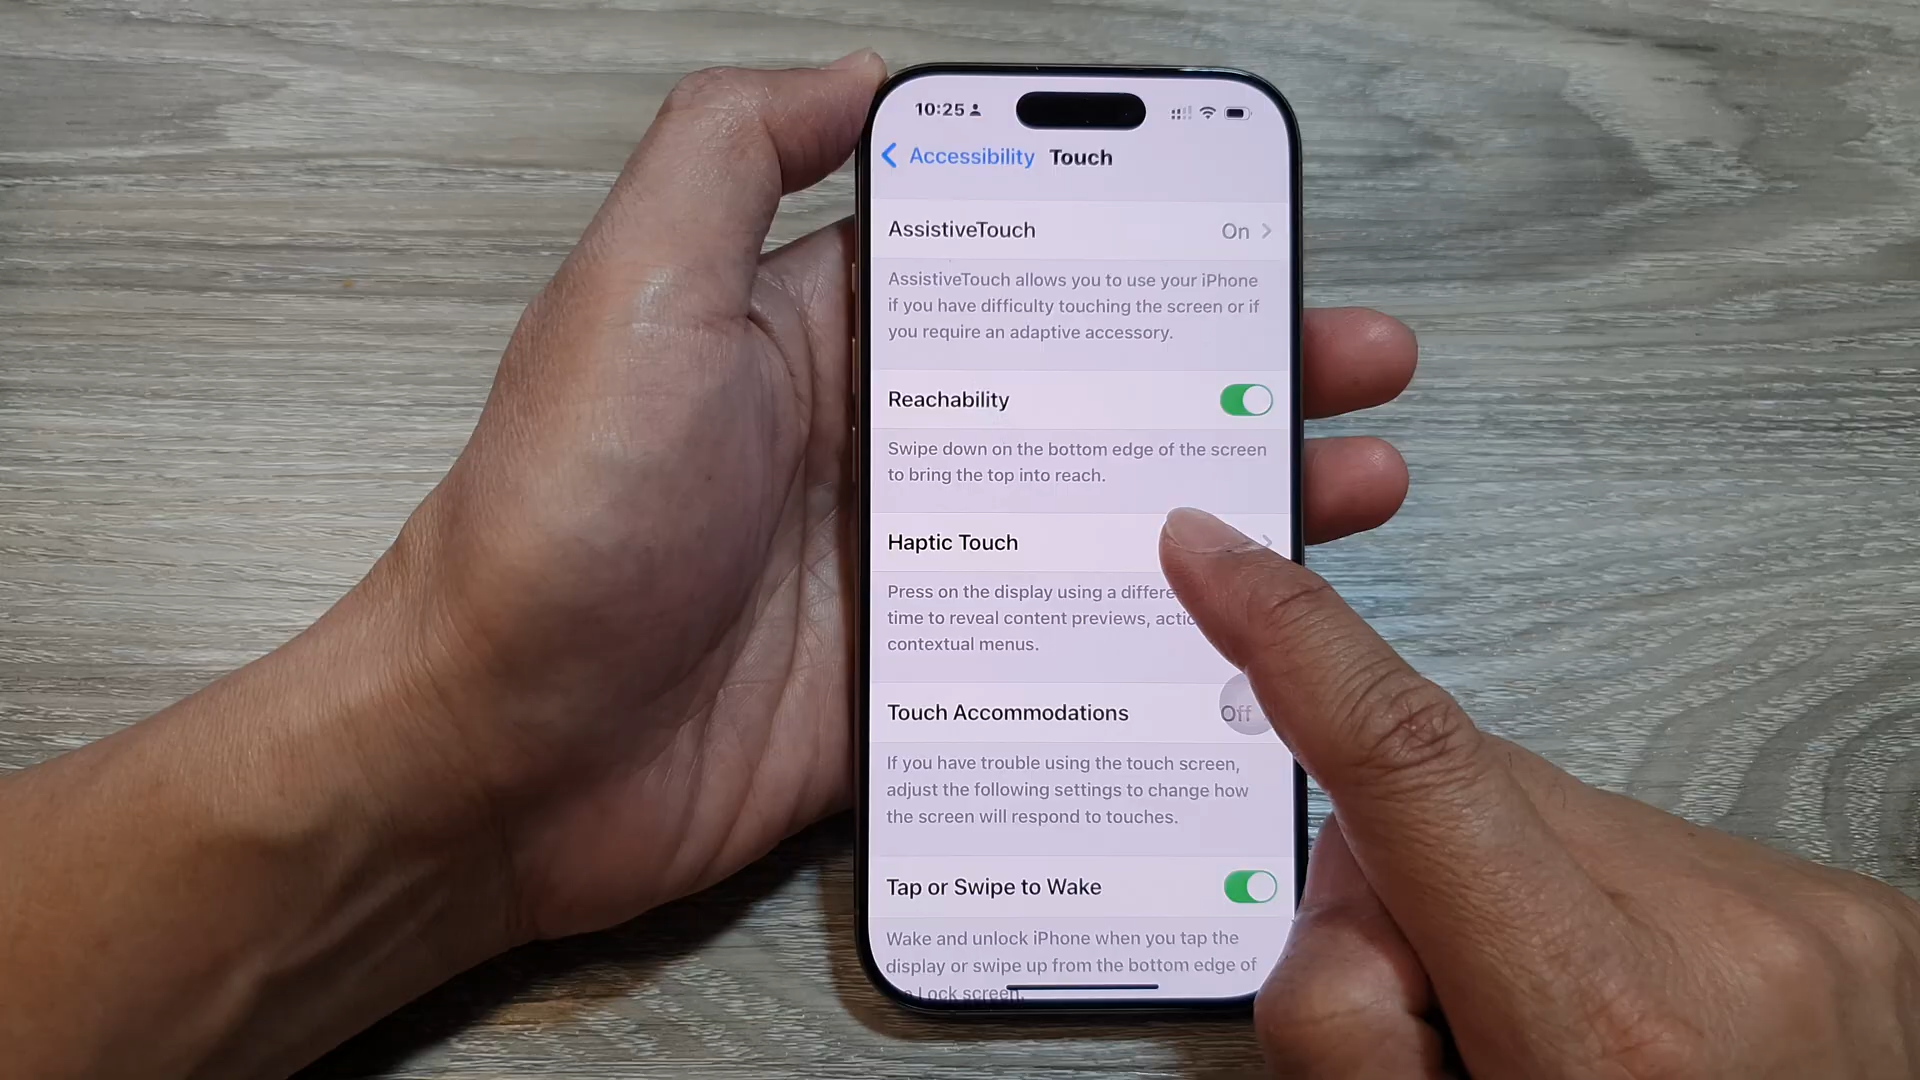 10:25
Accessibility Touch
AssistiveTouch On
AssistiveTouch allows you to use your iPhone
if you have difficulty touching the screen or if
you require an adaptive accessory.
Reachability
Swipe down on the bottom edge of the screen
to bring the top into reach.
Haptic Touch
Press on the display using a
time to reveal content previews,
contextual menus.
Touch Accommodations Off
If you have trouble using the touch screen,
adjust the following settings to change how
the screen will respond to touches.
Tap or Swipe to Wake
Wake and unlock iPhone when you tap the
display or swipe up from the bottom edge of
Lock screen.